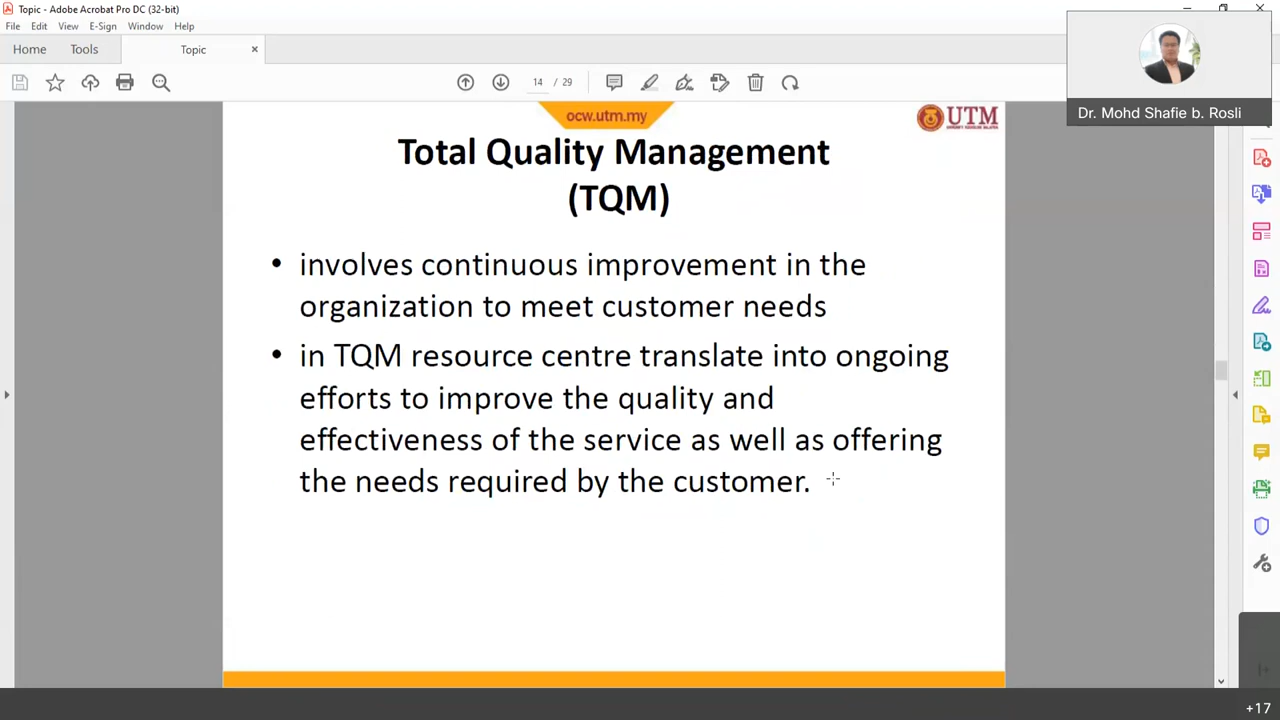 Topic - Adobe Acrobat Pro DC (32-bit)
File Edit View E-Sign Window Help
Home Tools Topic
14 / 29
Dr. Mohd Shafie b. Rosli
ocw.utm.my
UTM
Total Quality Management
(TQM)
• involves continuous improvement in the
organization to meet customer needs
• in TQM resource centre translate into ongoing
efforts to improve the quality and
effectiveness of the service as well as offering
the needs required by the customer.
+17